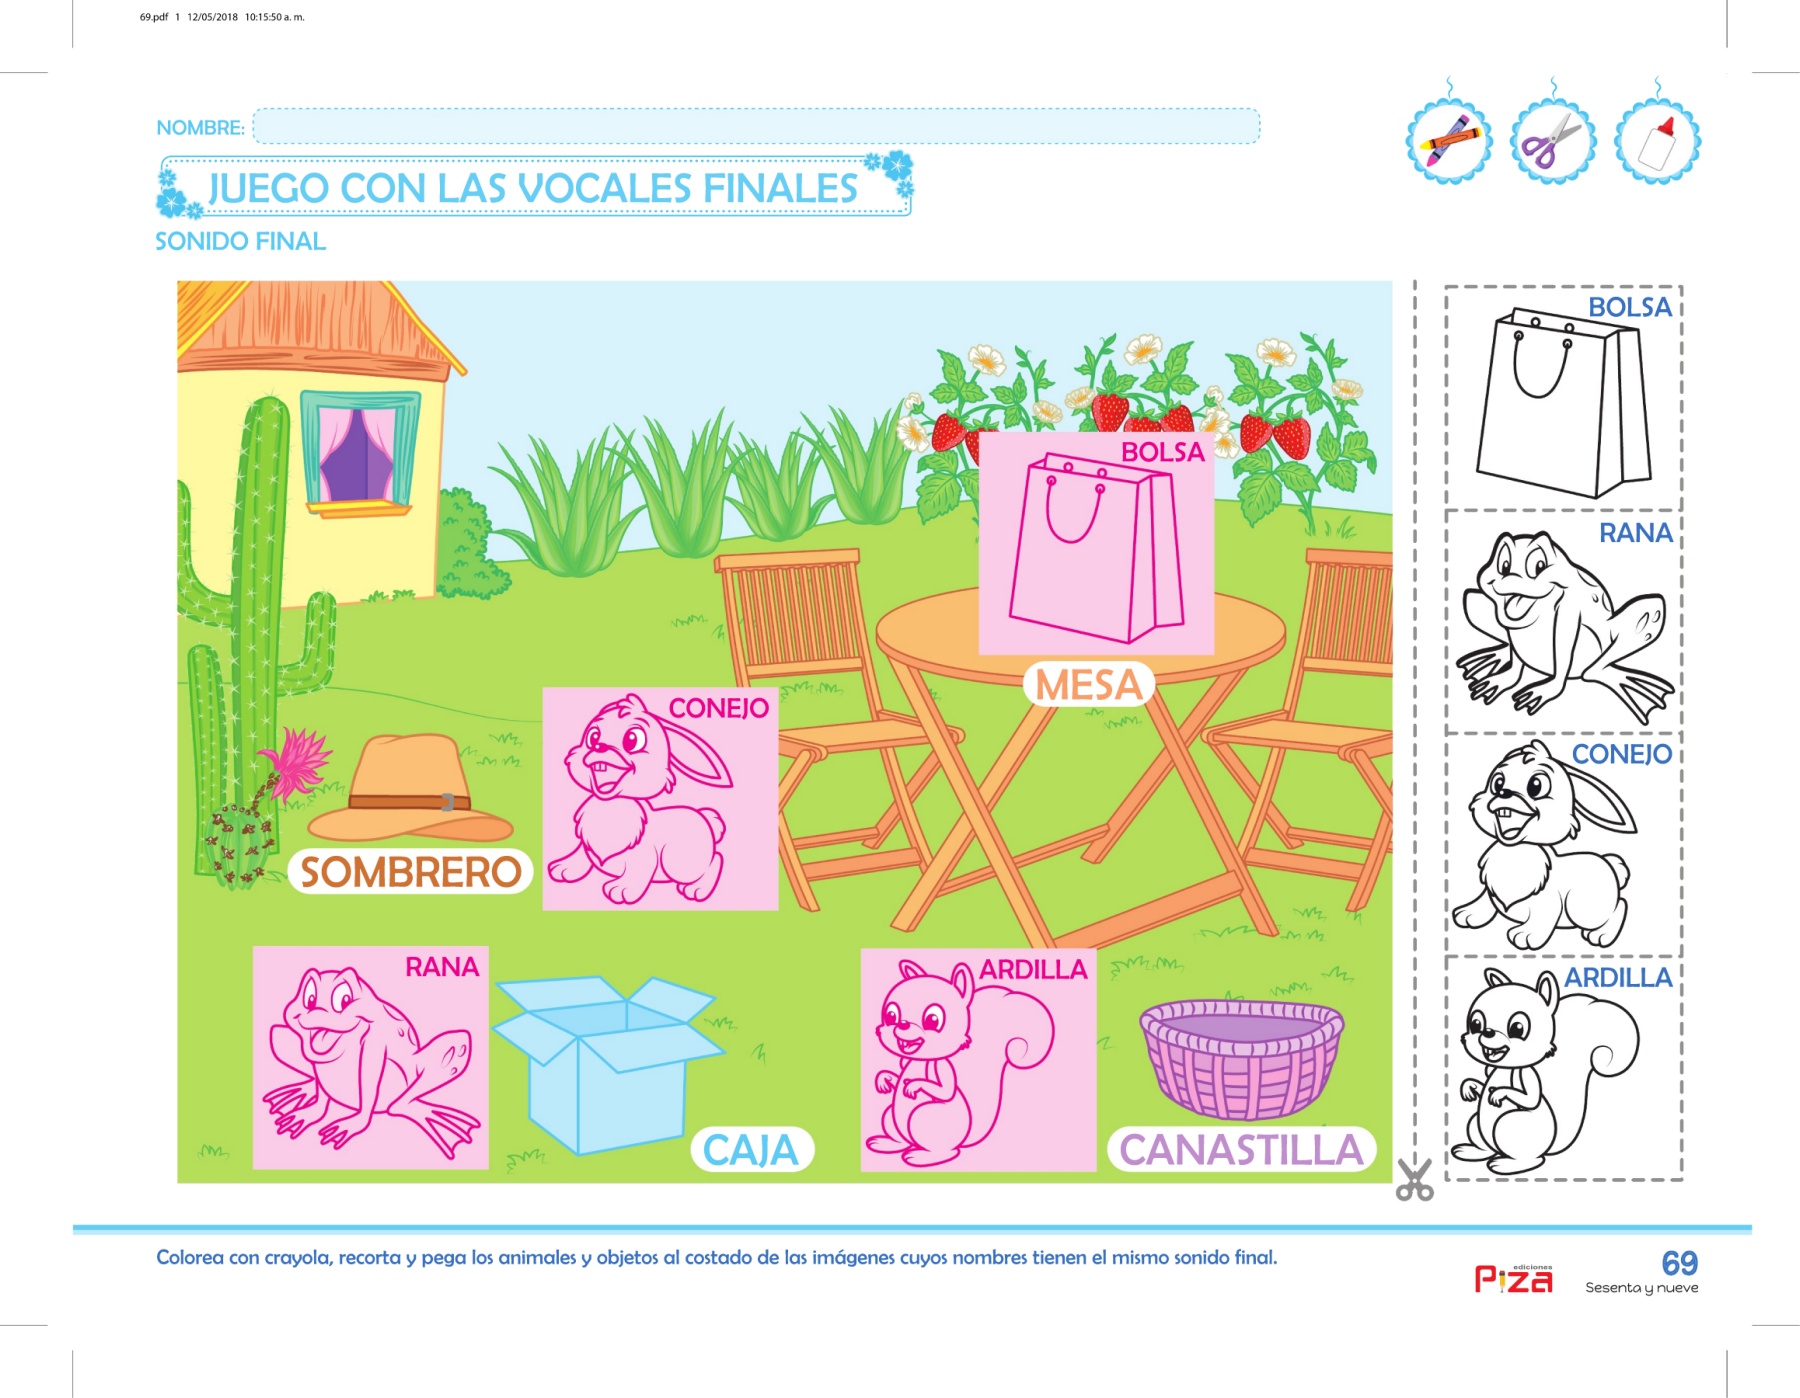 69.pdf 1 12/05/2018 10:15:50 a. m.
NOMBRE:
JUEGO CON LAS VOCALES FINALES
SONIDO FINAL
BOLSA
MESA
CONEJO
SOMBRERO
RANA
CAJA
ARDILLA
CANASTILLA
BOLSA
RANA
CONEJO
ARDILLA
Colorea con crayola, recorta y pega los animales y objetos al costado de las imágenes cuyos nombres tienen el mismo sonido final.
ediciones
Piza
69
Sesenta y nueve